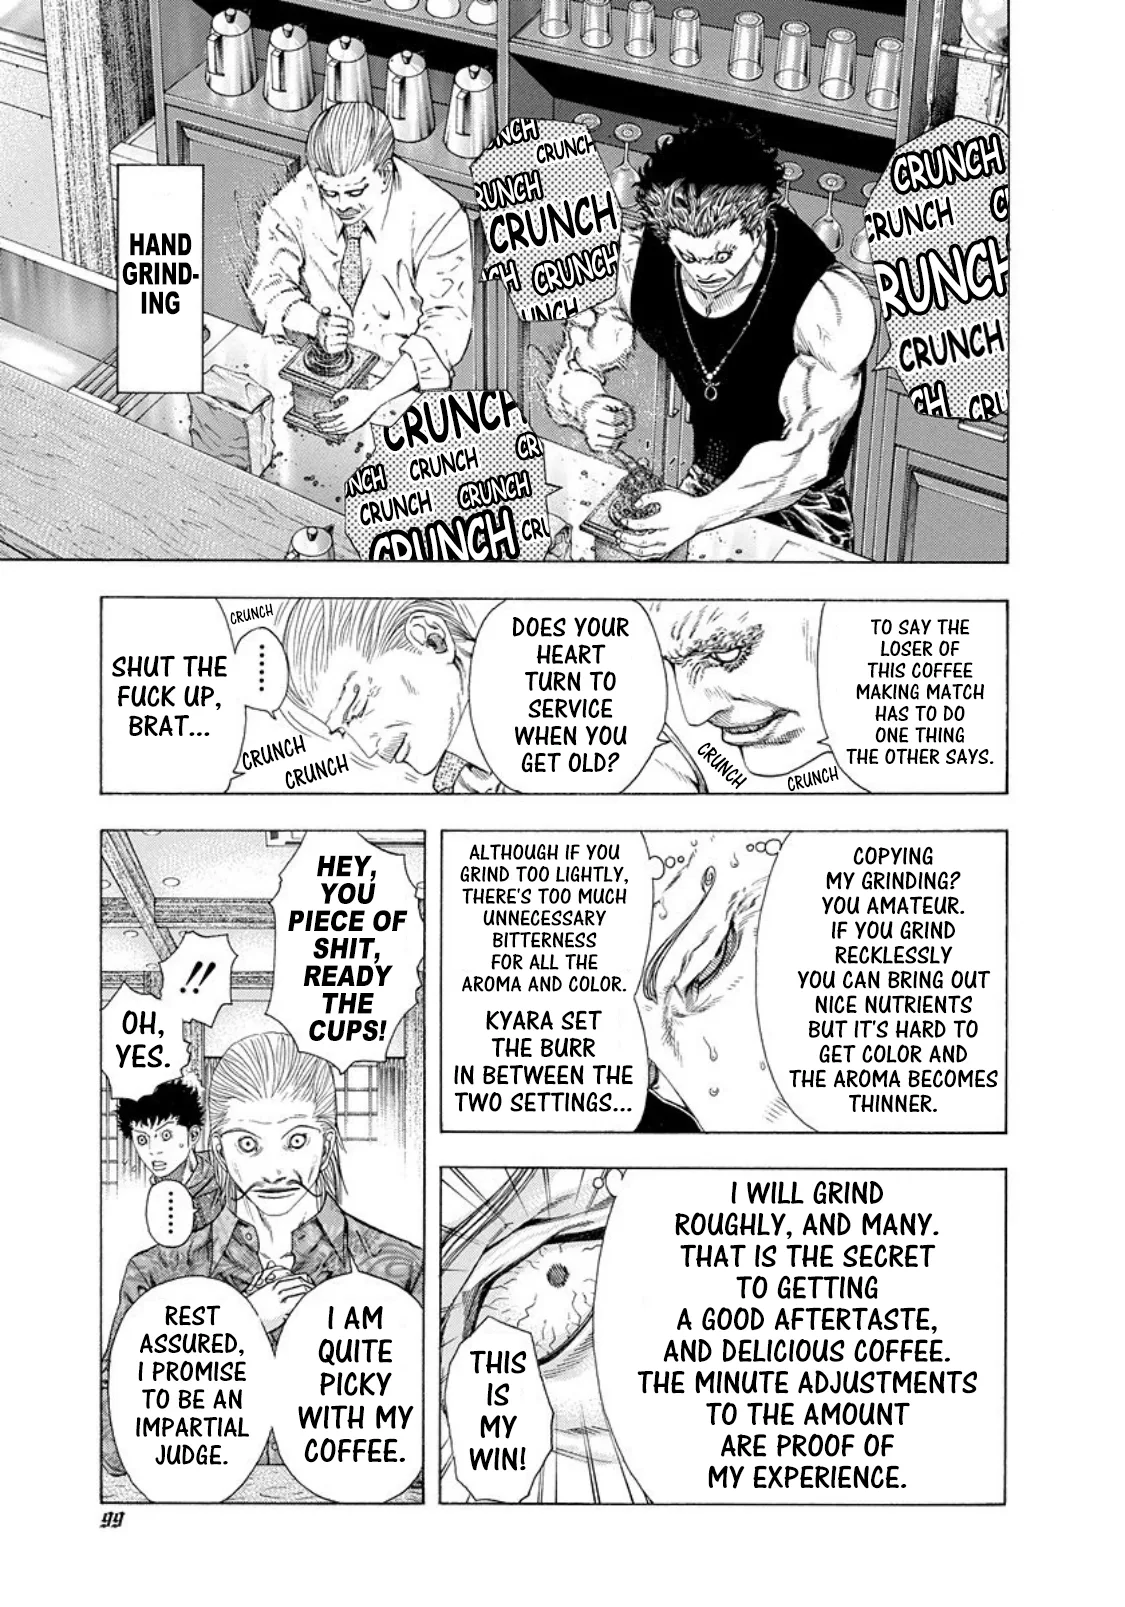 CRUNCH
CRUNCH
CRUNCH
CRUNCH
CRUNCH
CRUNCH
CRUNCH
CRUNCH
CRUNCH
CRUNCH
CRUNCH
CRUNCH
CRUNCH
HAND
GRIND-
ING
CRUNCH
CRUNCH
CRUNCH
CRUNCH
CRUNCH
TO SAY THE
LOSER OF
THIS COFFEE
MAKING MATCH
HAS TO DO
ONE THING
THE OTHER SAYS.
CRUNCH
CRUNCH
DOES YOUR
HEART
TURN TO
SERVICE
WHEN YOU
GET OLD?
......
CRUNCH
CRUNCH
CRUNCH
SHUT THE
FUCK UP,
BRAT...
COPYING
MY GRINDING?
YOU AMATEUR.
IF YOU GRIND
RECKLESSLY
YOU CAN BRING OUT
NICE NUTRIENTS
BUT IT'S HARD TO
GET COLOR AND
THE AROMA BECOMES
THINNER.
ALTHOUGH IF YOU
GRIND TOO LIGHTLY,
THERE'S TOO MUCH
UNNECESSARY
BITTERNESS
FOR ALL THE
AROMA AND COLOR.
KYARA SET
THE BURR
IN BETWEEN THE
TWO SETTINGS...
I WILL GRIND
ROUGHLY, AND MANY.
THAT IS THE SECRET
TO GETTING
A GOOD AFTERTASTE,
AND DELICIOUS COFFEE.
THE MINUTE ADJUSTMENTS
TO THE AMOUNT
ARE PROOF OF
MY EXPERIENCE.
THIS
IS
MY
WIN!
HEY,
YOU
PIECE OF
SHIT,
READY
THE
CUPS!
!!
OH,
YES.
......
I AM
QUITE
PICKY
WITH MY
COFFEE.
REST
ASSURED,
I PROMISE
TO BE AN
IMPARTIAL
JUDGE.
99